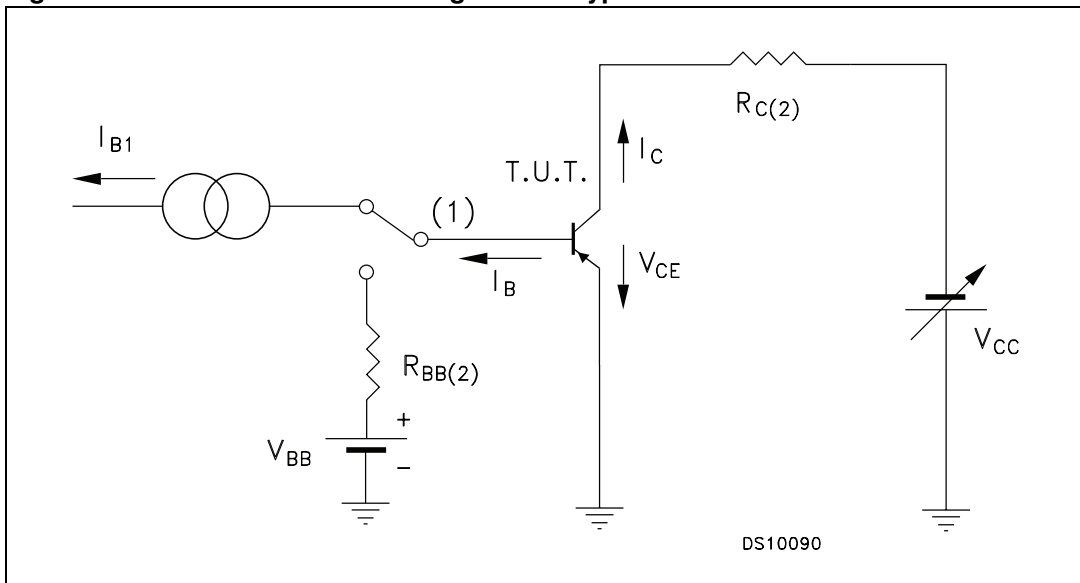 R_C(2)
I_B1
I_C
T.U.T.
(1)
V_CE
I_B
V_CC
R_BB(2)
+
V_BB
−
DS10090